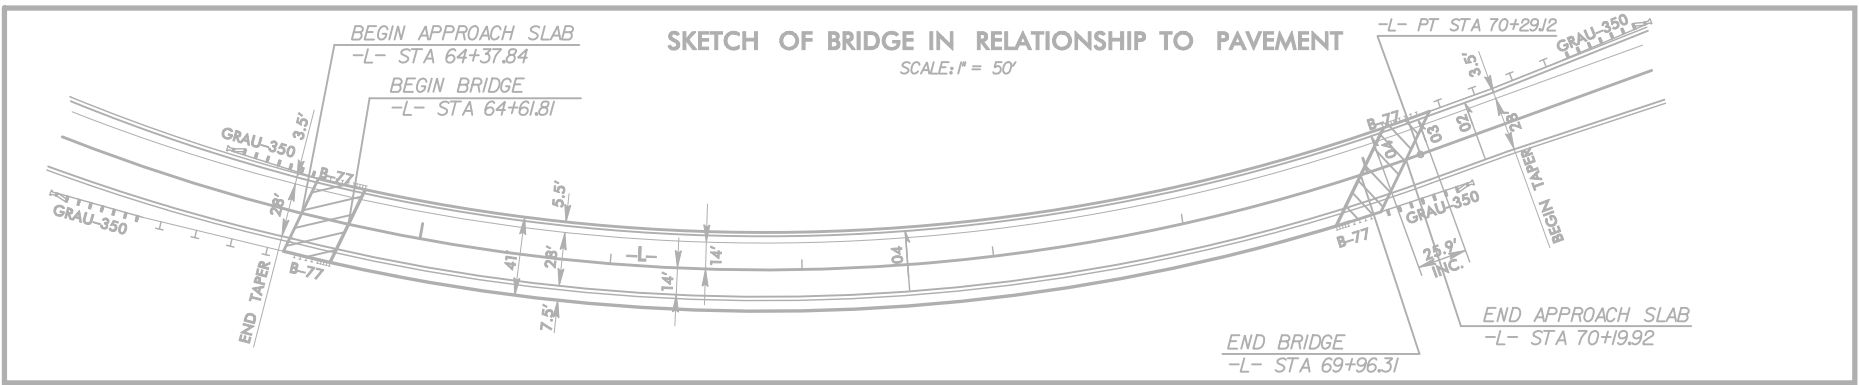 SKETCH OF BRIDGE IN RELATIONSHIP TO PAVEMENT
SCALE: 1" = 50'
BEGIN APPROACH SLAB
-L- STA 64+37.84
BEGIN BRIDGE
-L- STA 64+61.81
-L- PT STA 70+29.12
GRAU-350
3.5'
GRAU-350
3.5'
B-77
28'
GRAU-350
B-77
END TAPER
5.5'
41'
28'
7.5'
-L-
14'
14'
04
B-77
04
03
02
28'
BEGIN TAPER
GRAU-350
B-77
25.9'
INC.
END BRIDGE
-L- STA 69+96.31
END APPROACH SLAB
-L- STA 70+19.92